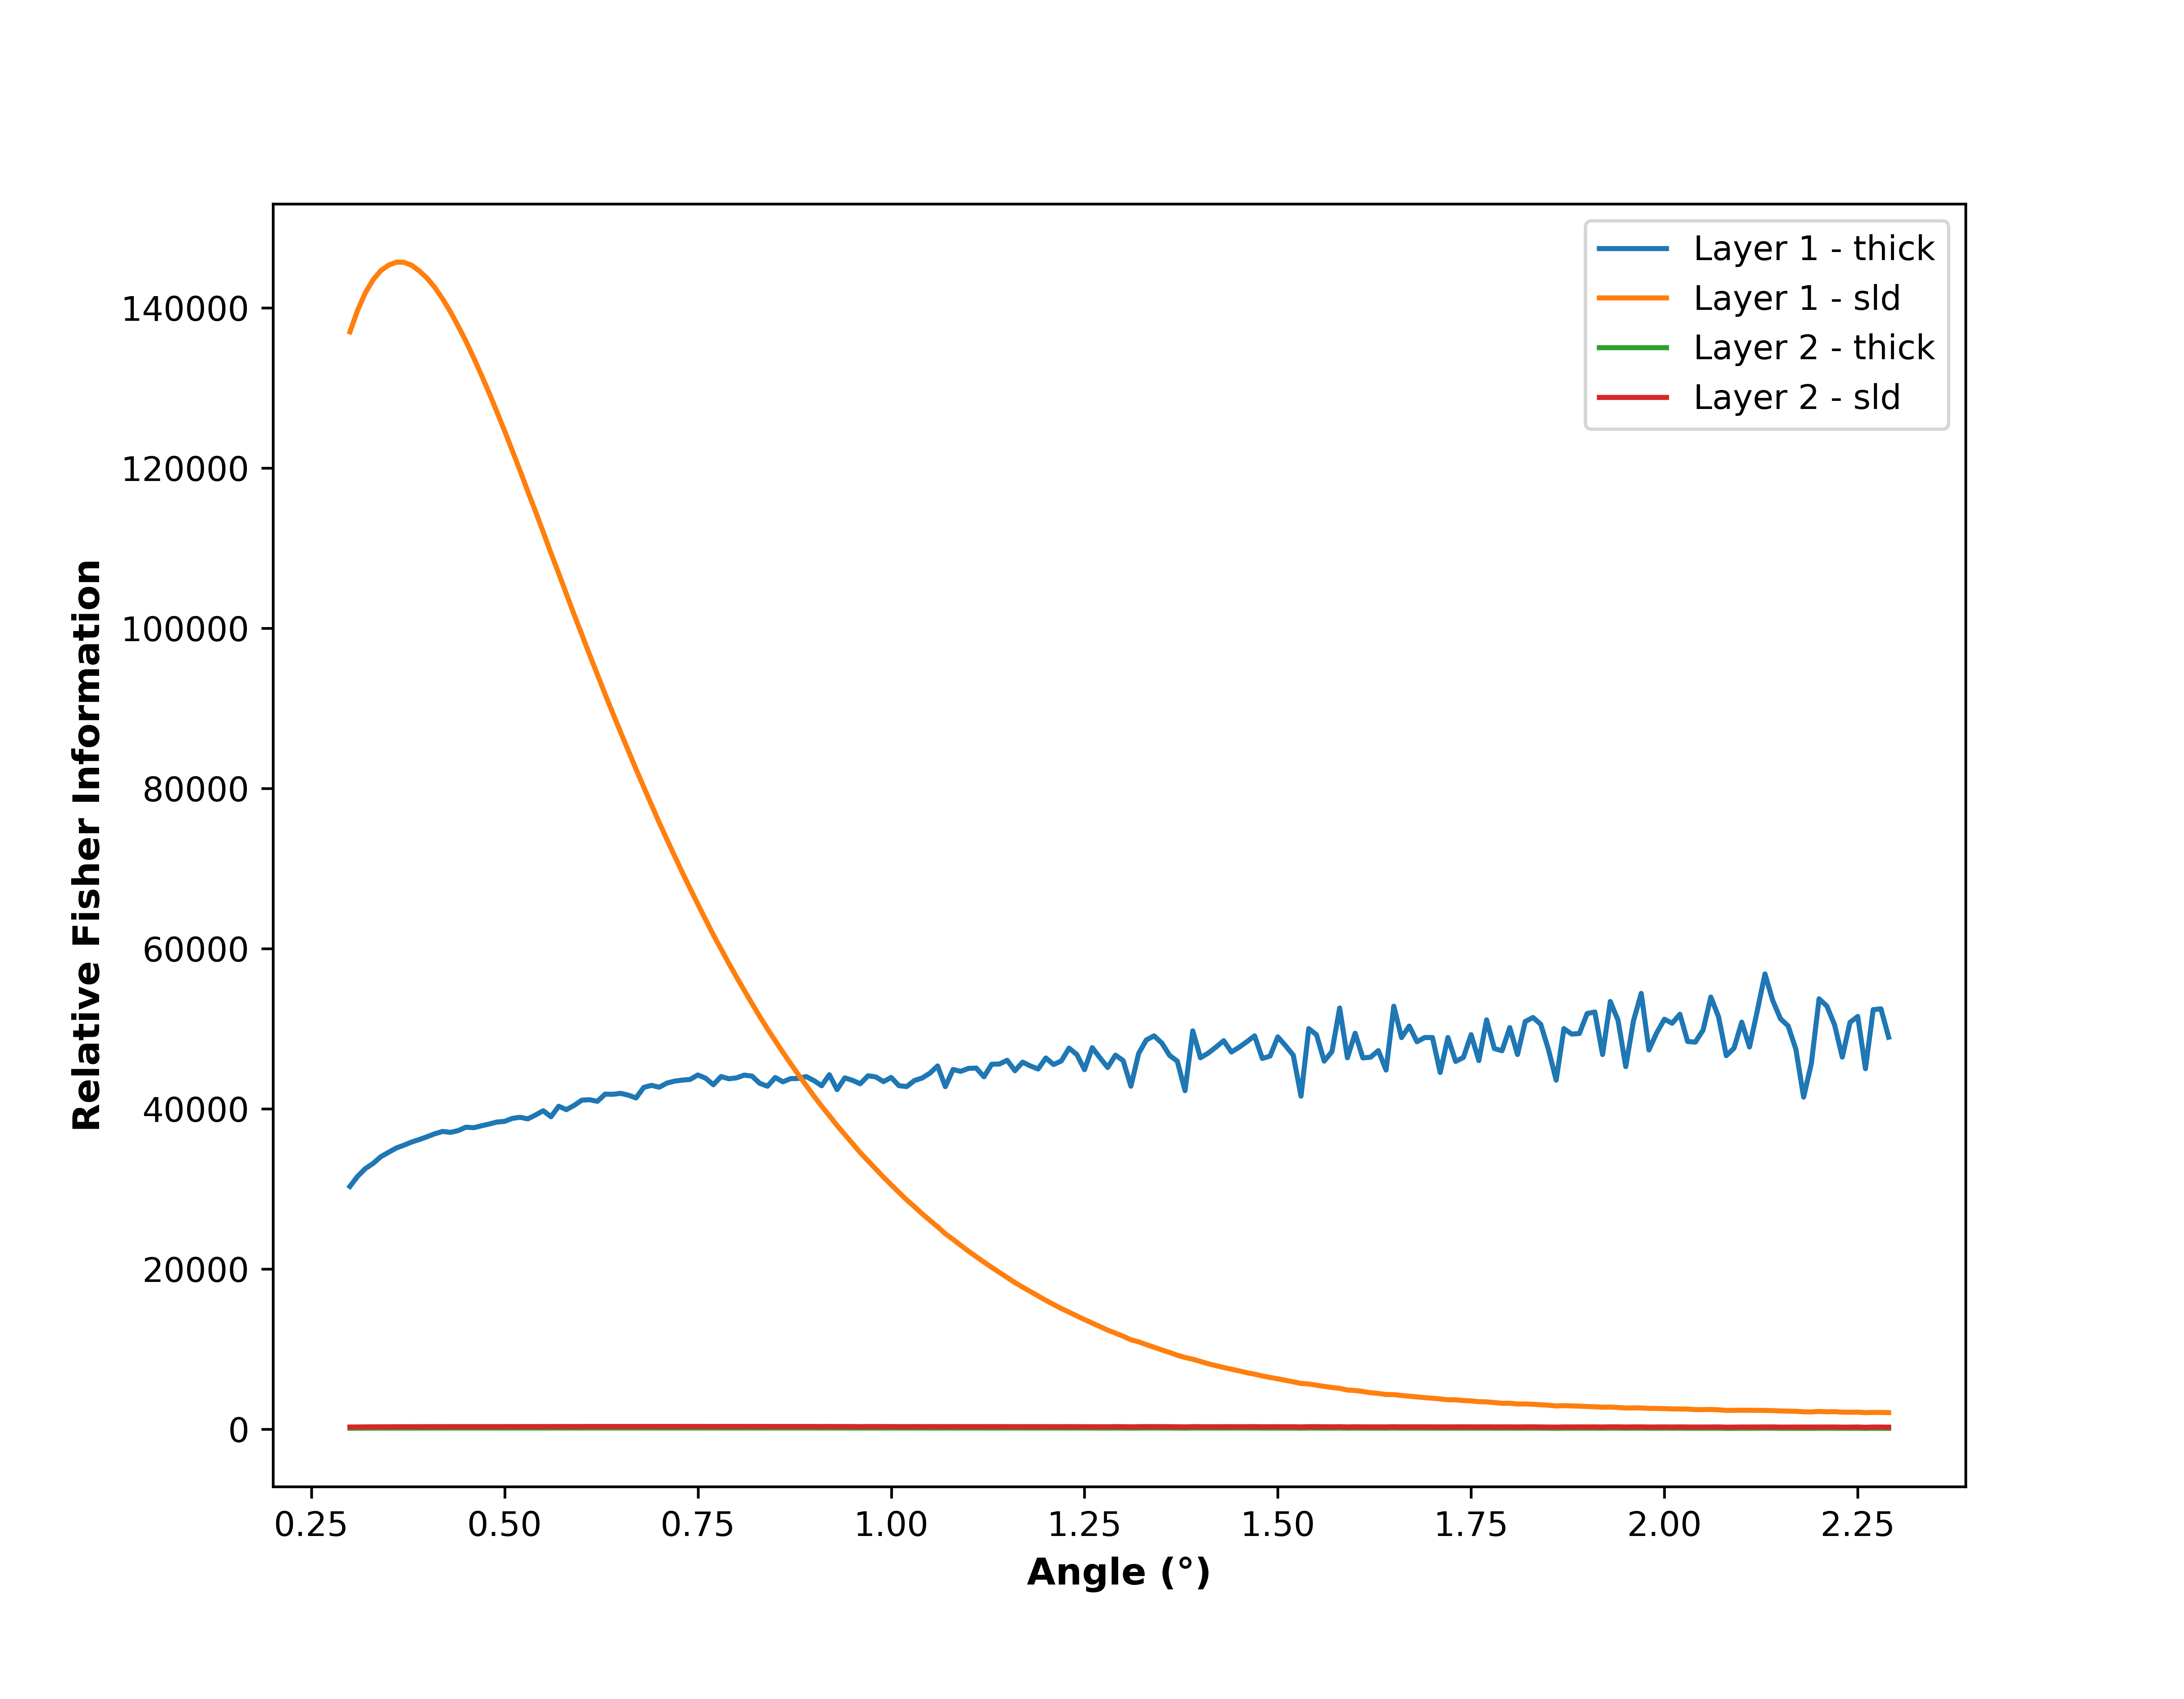 Layer 1 - thick
Layer 1 - sld
Layer 2 - thick
Layer 2 - sld
140000
120000
100000
80000
60000
40000
20000
0
Relative Fisher Information
0.25 0.50 0.75 1.00 1.25 1.50 1.75 2.00 2.25
Angle (°)